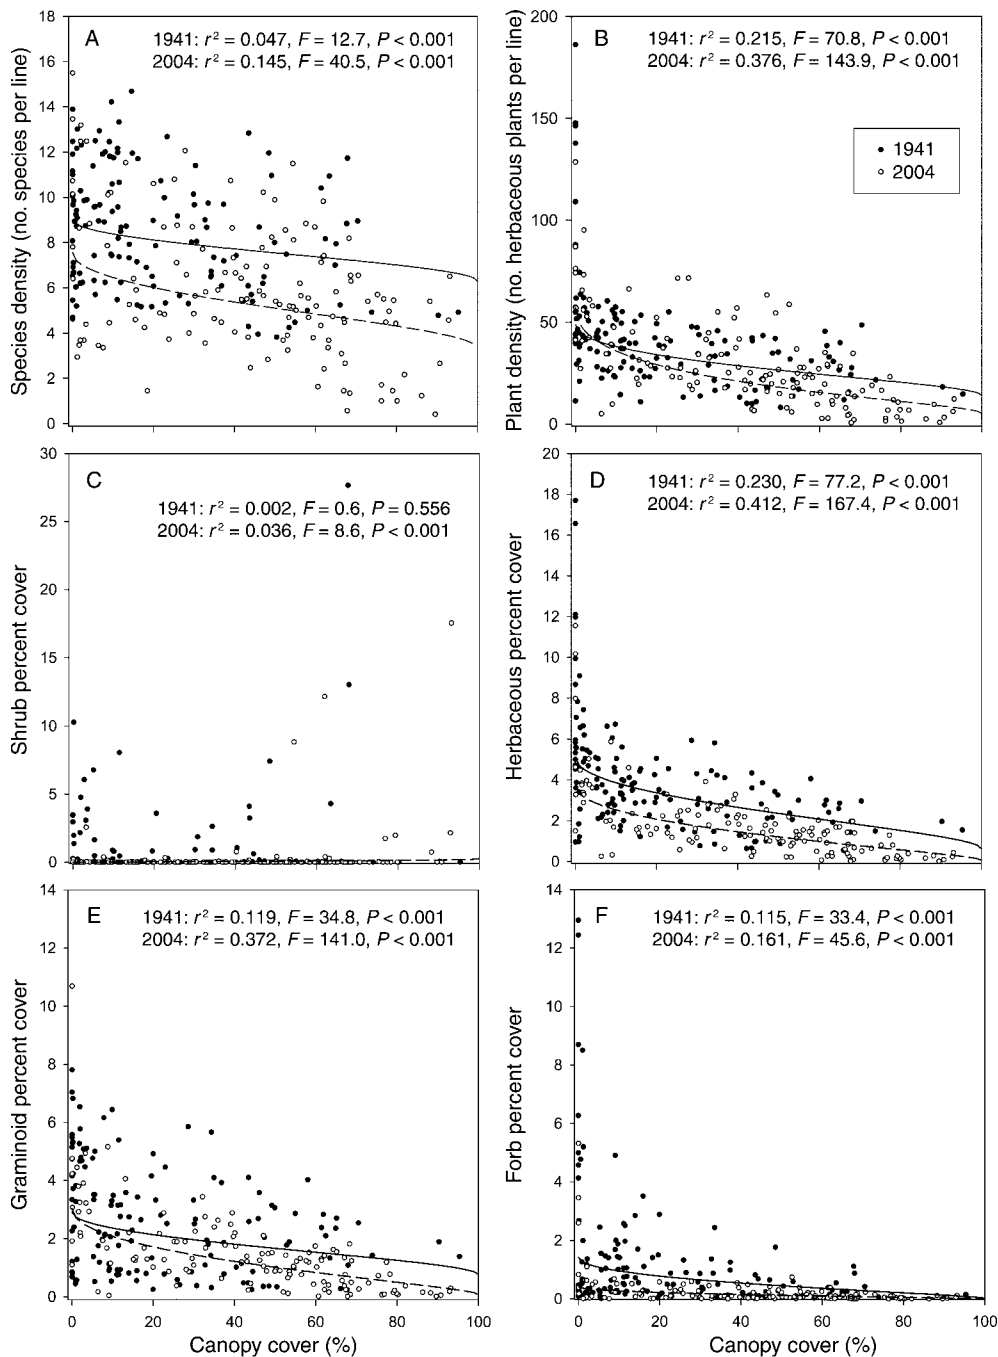 A
1941: r² = 0.047, F = 12.7, P < 0.001
2004: r² = 0.145, F = 40.5, P < 0.001
Species density (no. species per line)
18
16
14
12
10
8
6
4
2
0
B
1941: r² = 0.215, F = 70.8, P < 0.001
2004: r² = 0.376, F = 143.9, P < 0.001
1941
2004
Plant density (no. herbaceous plants per line)
200
150
100
50
0
C
1941: r² = 0.002, F = 0.6, P = 0.556
2004: r² = 0.036, F = 8.6, P < 0.001
Shrub percent cover
30
25
20
15
10
5
0
D
1941: r² = 0.230, F = 77.2, P < 0.001
2004: r² = 0.412, F = 167.4, P < 0.001
Herbaceous percent cover
20
18
16
14
12
10
8
6
4
2
0
E
1941: r² = 0.119, F = 34.8, P < 0.001
2004: r² = 0.372, F = 141.0, P < 0.001
Graminoid percent cover
14
12
10
8
6
4
2
0
0 20 40 60 80 100
Canopy cover (%)
F
1941: r² = 0.115, F = 33.4, P < 0.001
2004: r² = 0.161, F = 45.6, P < 0.001
Forb percent cover
14
12
10
8
6
4
2
0
0 20 40 60 80 100
Canopy cover (%)